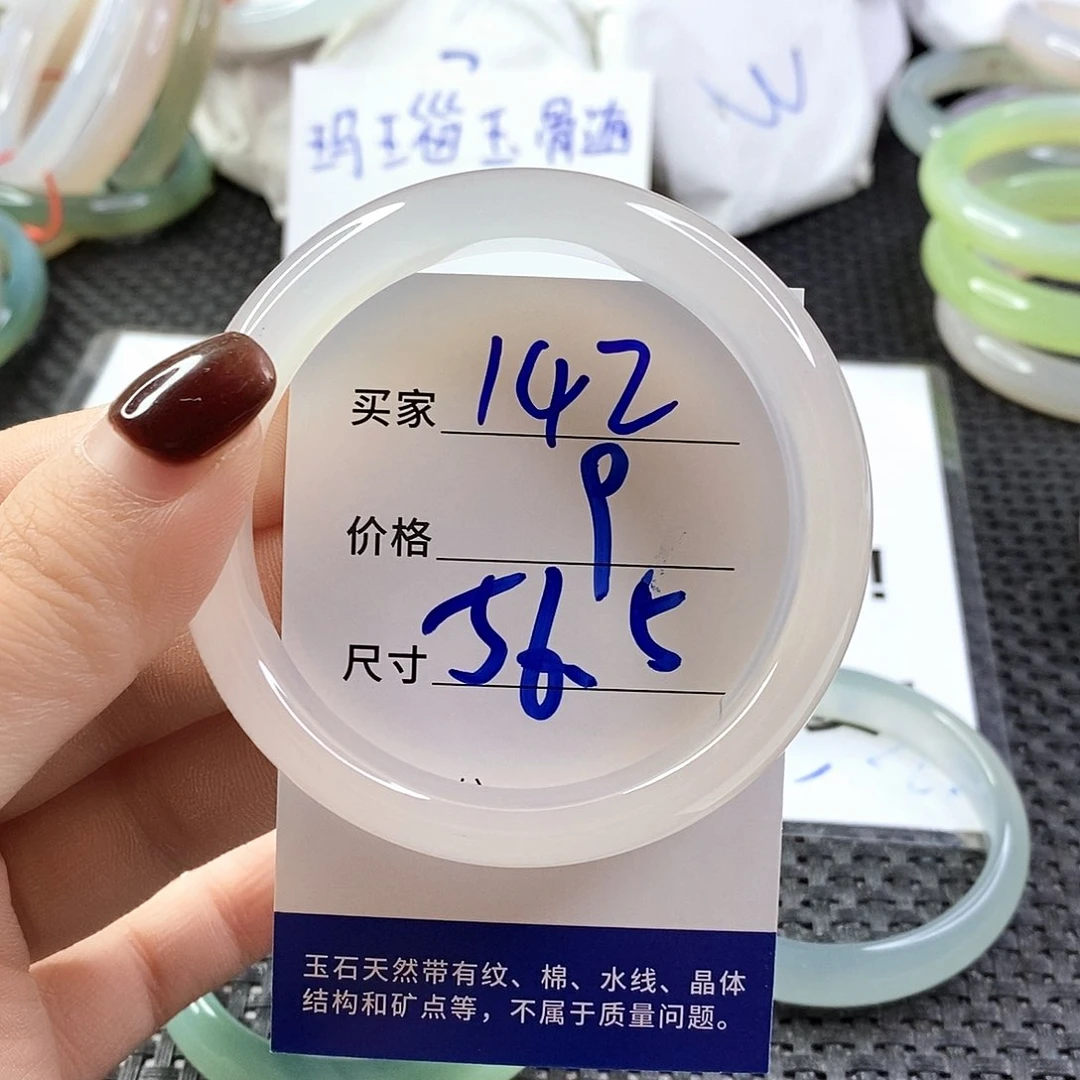 玛瑙玉骨髓
W
买家 142
价格 9
尺寸 56 5
玉石天然带有纹、棉、水线、晶体
结构和矿点等，不属于质量问题。
!